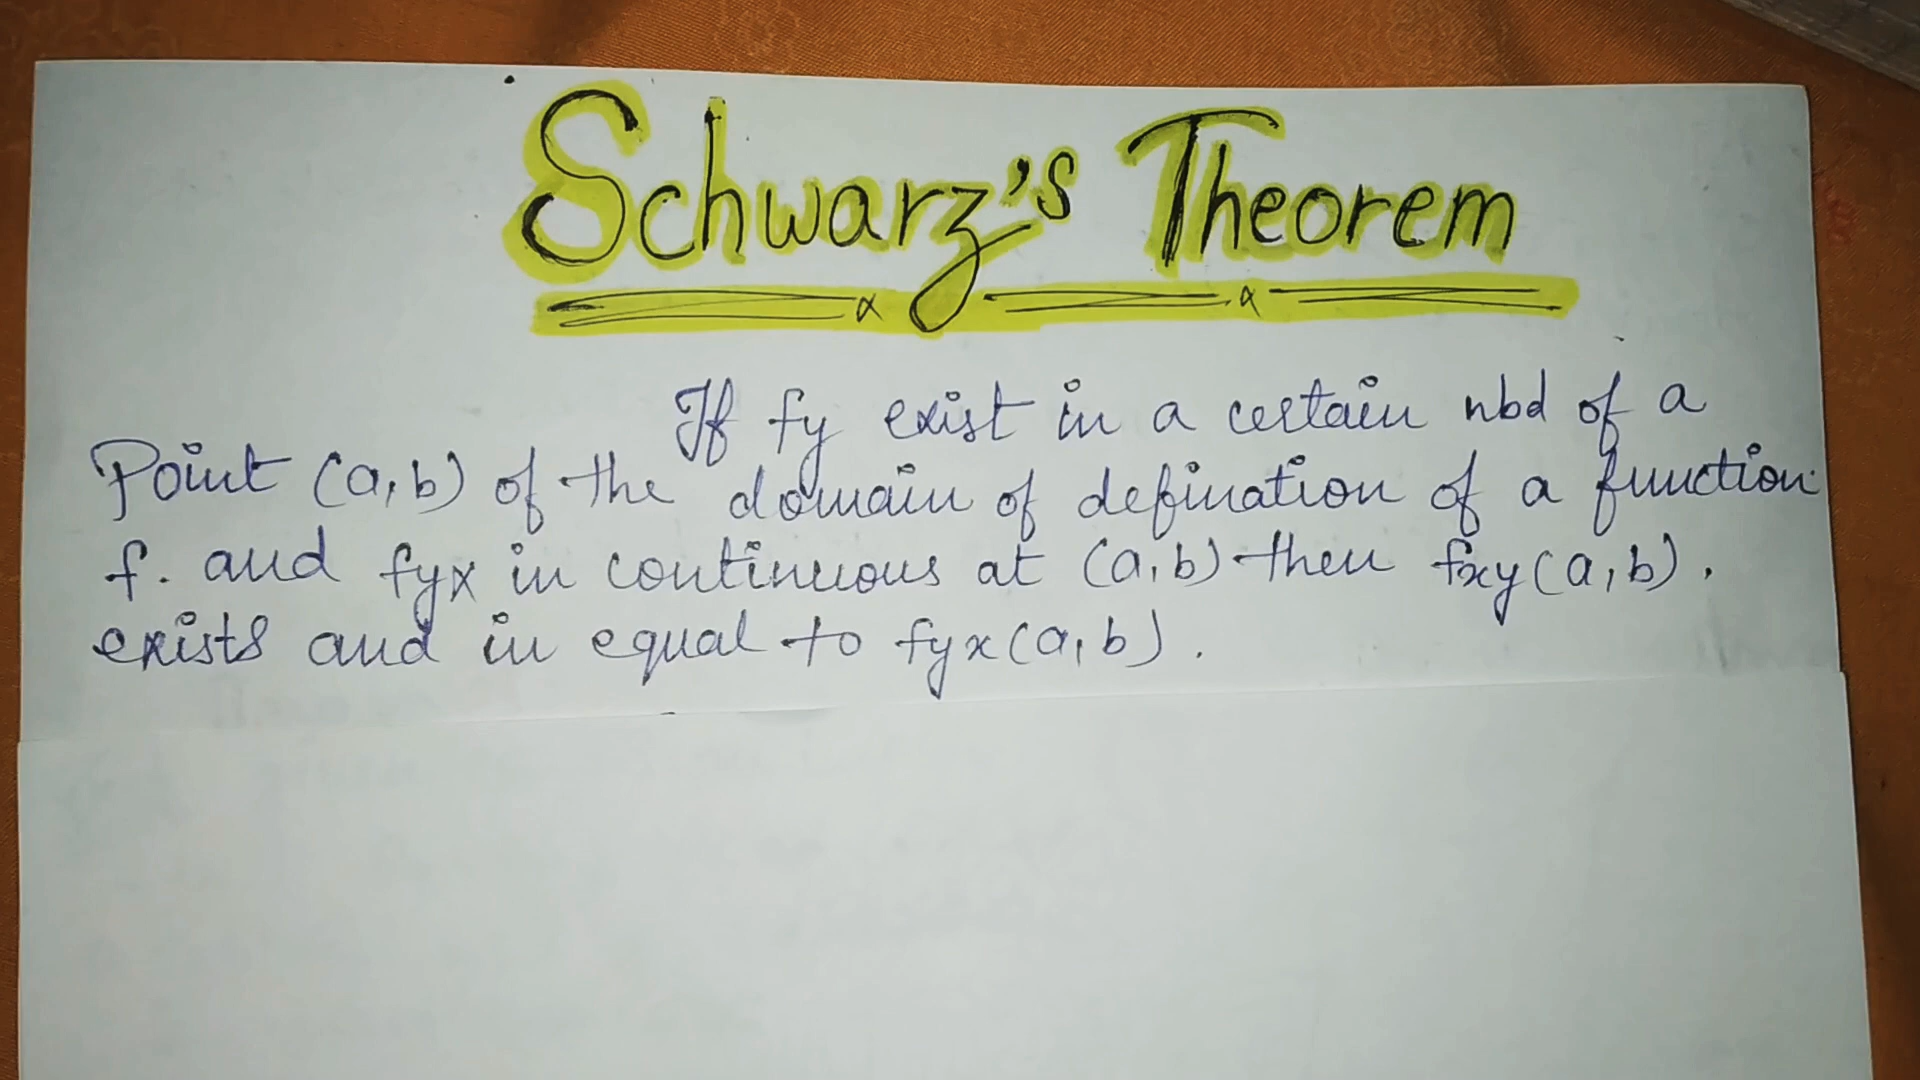 Schwarz's Theorem
If fy exist in a certain nbd of a
Point (a,b) of the domain of defination of a function
f. and fyx in continuous at (a,b) then fxy(a,b).
exists and in equal to fyx(a,b).